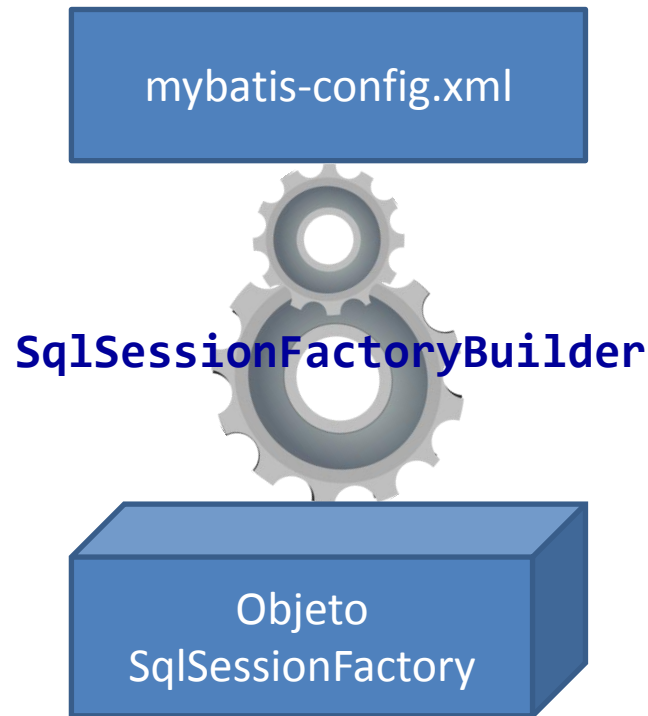 mybatis-config.xml
SqlSessionFactoryBuilder
Objeto
SqlSessionFactory